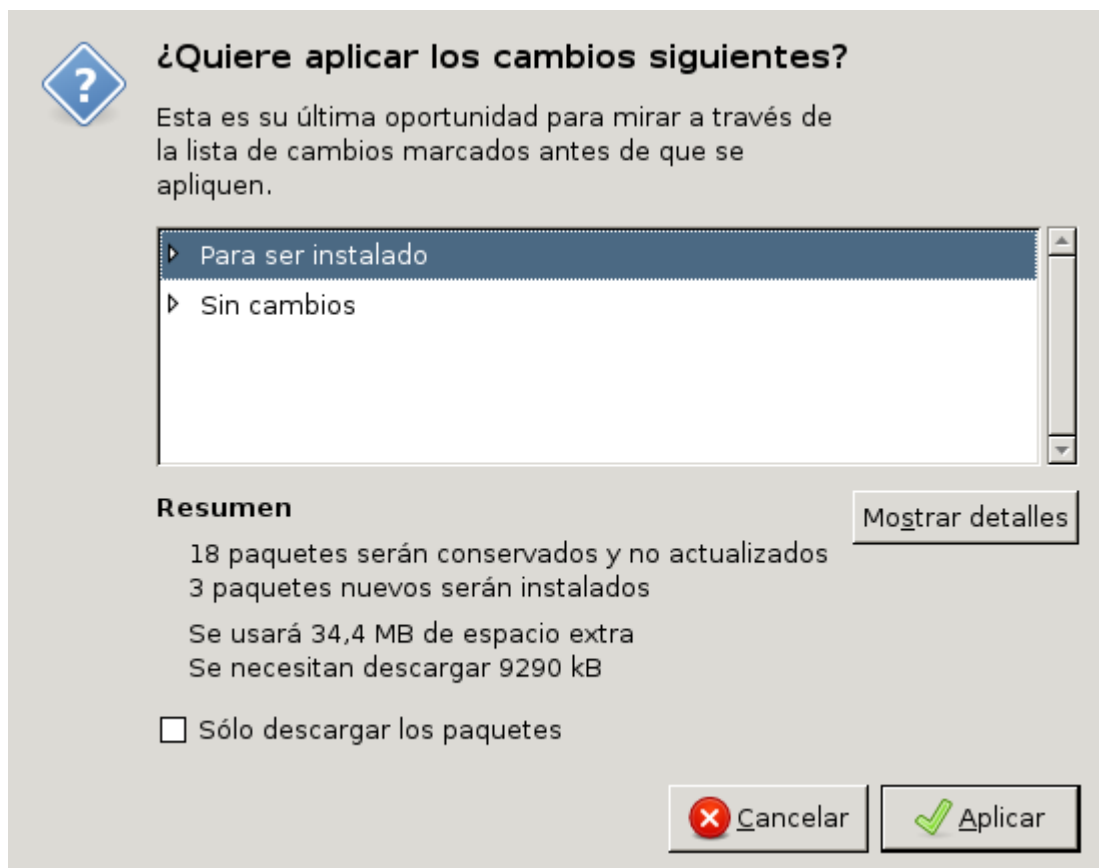 ¿Quiere aplicar los cambios siguientes?
Esta es su última oportunidad para mirar a través de
la lista de cambios marcados antes de que se
apliquen.
Para ser instalado
Sin cambios
Resumen
Mostrar detalles
18 paquetes serán conservados y no actualizados
3 paquetes nuevos serán instalados
Se usará 34,4 MB de espacio extra
Se necesitan descargar 9290 kB
Sólo descargar los paquetes
Cancelar
Aplicar